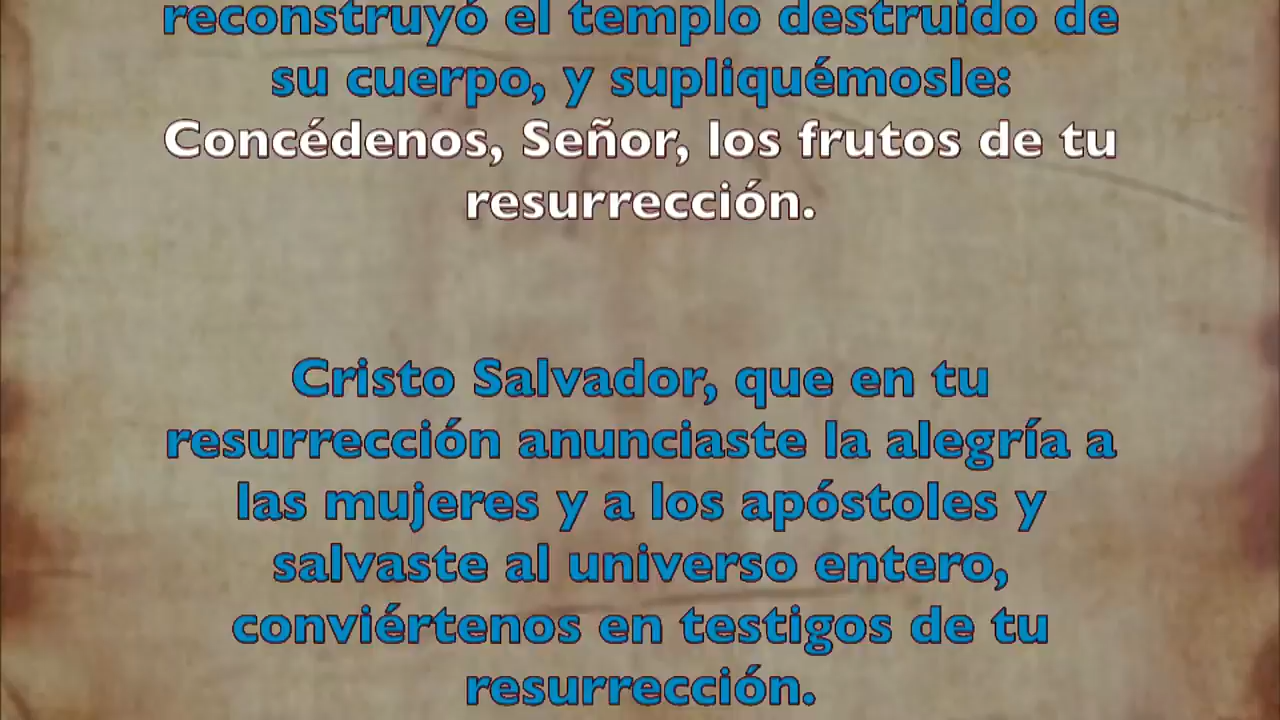 reconstruyó el templo destruido de
su cuerpo, y supliquémosle:
Concédenos, Señor, los frutos de tu
resurrección.
Cristo Salvador, que en tu
resurrección anunciaste la alegría a
las mujeres y a los apóstoles y
salvaste al universo entero,
conviértenos en testigos de tu
resurrección.